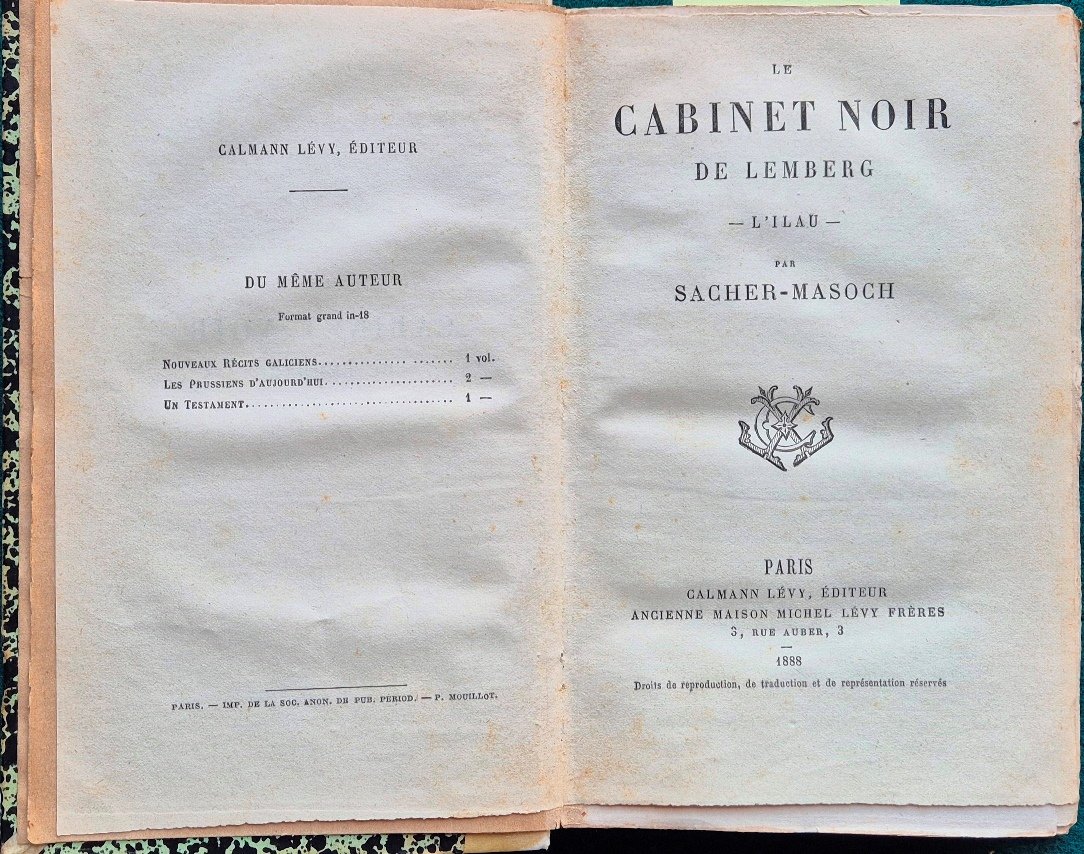 CALMANN LÉVY, ÉDITEUR
DU MÊME AUTEUR
Format grand in-18
NOUVEAUX RÉCITS GALICIENS............... ....... 1 vol.
LES PRUSSIENS D'AUJOURD'HUI...................... 2 —
UN TESTAMENT................................... 1 —
PARIS. — IMP. DE LA SOC. ANON. DE PUB. PÉRIOD. — P. MOUILLOT.
LE
CABINET NOIR
DE LEMBERG
— L'ILAU —
PAR
SACHER-MASOCH
PARIS
CALMANN LÉVY, ÉDITEUR
ANCIENNE MAISON MICHEL LÉVY FRÈRES
3, RUE AUBER, 3
1888
Droits de reproduction, de traduction et de représentation réservés